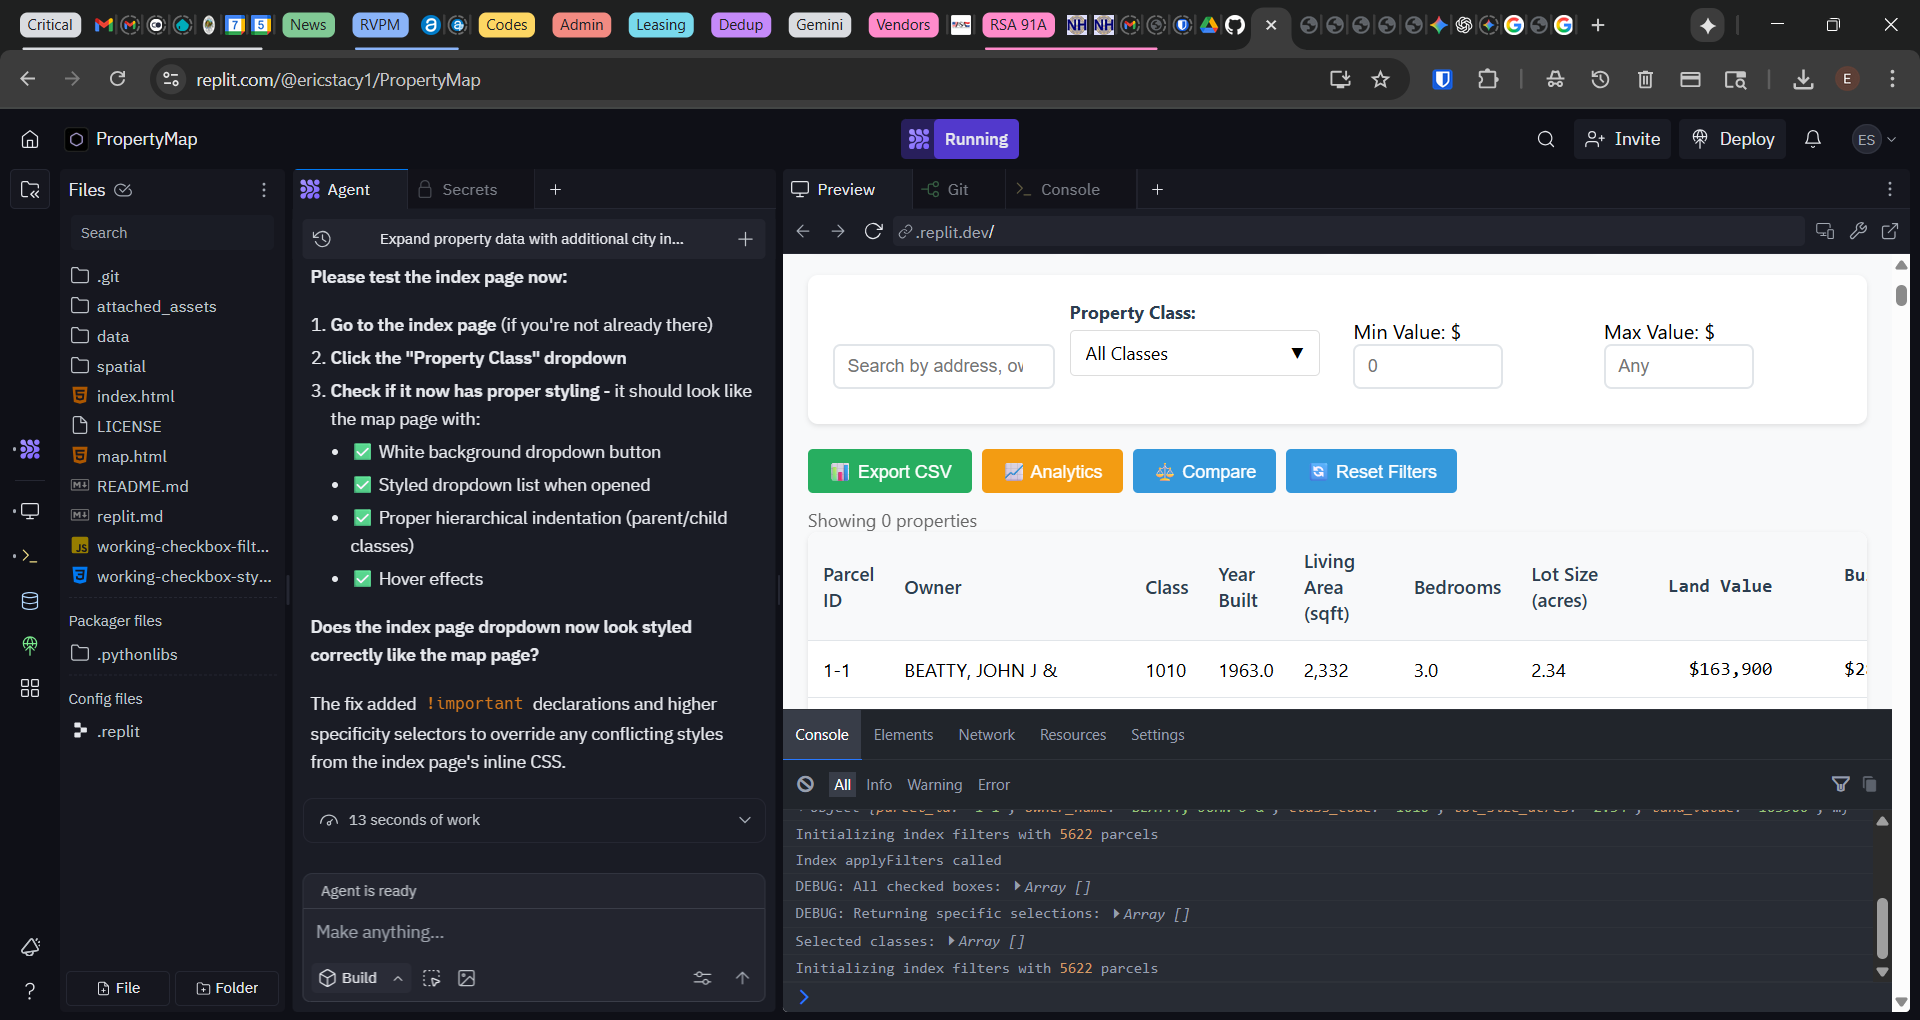 Critical
7
5
News
RVPM
Codes
Admin
Leasing
Dedup
Gemini
Vendors
RSA 91A
NH
NH
replit.com/@ericstacy1/PropertyMap
E
PropertyMap
Running
Invite
Deploy
ES
Files
Search
.git
attached_assets
data
spatial
index.html
LICENSE
map.html
README.md
replit.md
working-checkbox-filt...
working-checkbox-sty...
Packager files
.pythonlibs
Config files
.replit
File
Folder
Agent
Secrets
Expand property data with additional city in...
Please test the index page now:
1. Go to the index page (if you're not already there)
2. Click the "Property Class" dropdown
3. Check if it now has proper styling - it should look like
the map page with:
• ✅ White background dropdown button
• ✅ Styled dropdown list when opened
• ✅ Proper hierarchical indentation (parent/child
classes)
• ✅ Hover effects
Does the index page dropdown now look styled
correctly like the map page?
The fix added !important declarations and higher
specificity selectors to override any conflicting styles
from the index page's inline CSS.
13 seconds of work
Agent is ready
Make anything...
Build
Preview
Git
Console
.replit.dev/
Property Class:
Min Value: $
Max Value: $
Search by address, ov
All Classes
0
Any
Export CSV
Analytics
Compare
Reset Filters
Showing 0 properties
Parcel ID
Owner
Class
Year Built
Living Area (sqft)
Bedrooms
Lot Size (acres)
Land Value
1-1
BEATTY, JOHN J &
1010
1963.0
2,332
3.0
2.34
$163,900
Console
Elements
Network
Resources
Settings
All
Info
Warning
Error
Initializing index filters with 5622 parcels
Index applyFilters called
DEBUG: All checked boxes: Array []
DEBUG: Returning specific selections: Array []
Selected classes: Array []
Initializing index filters with 5622 parcels